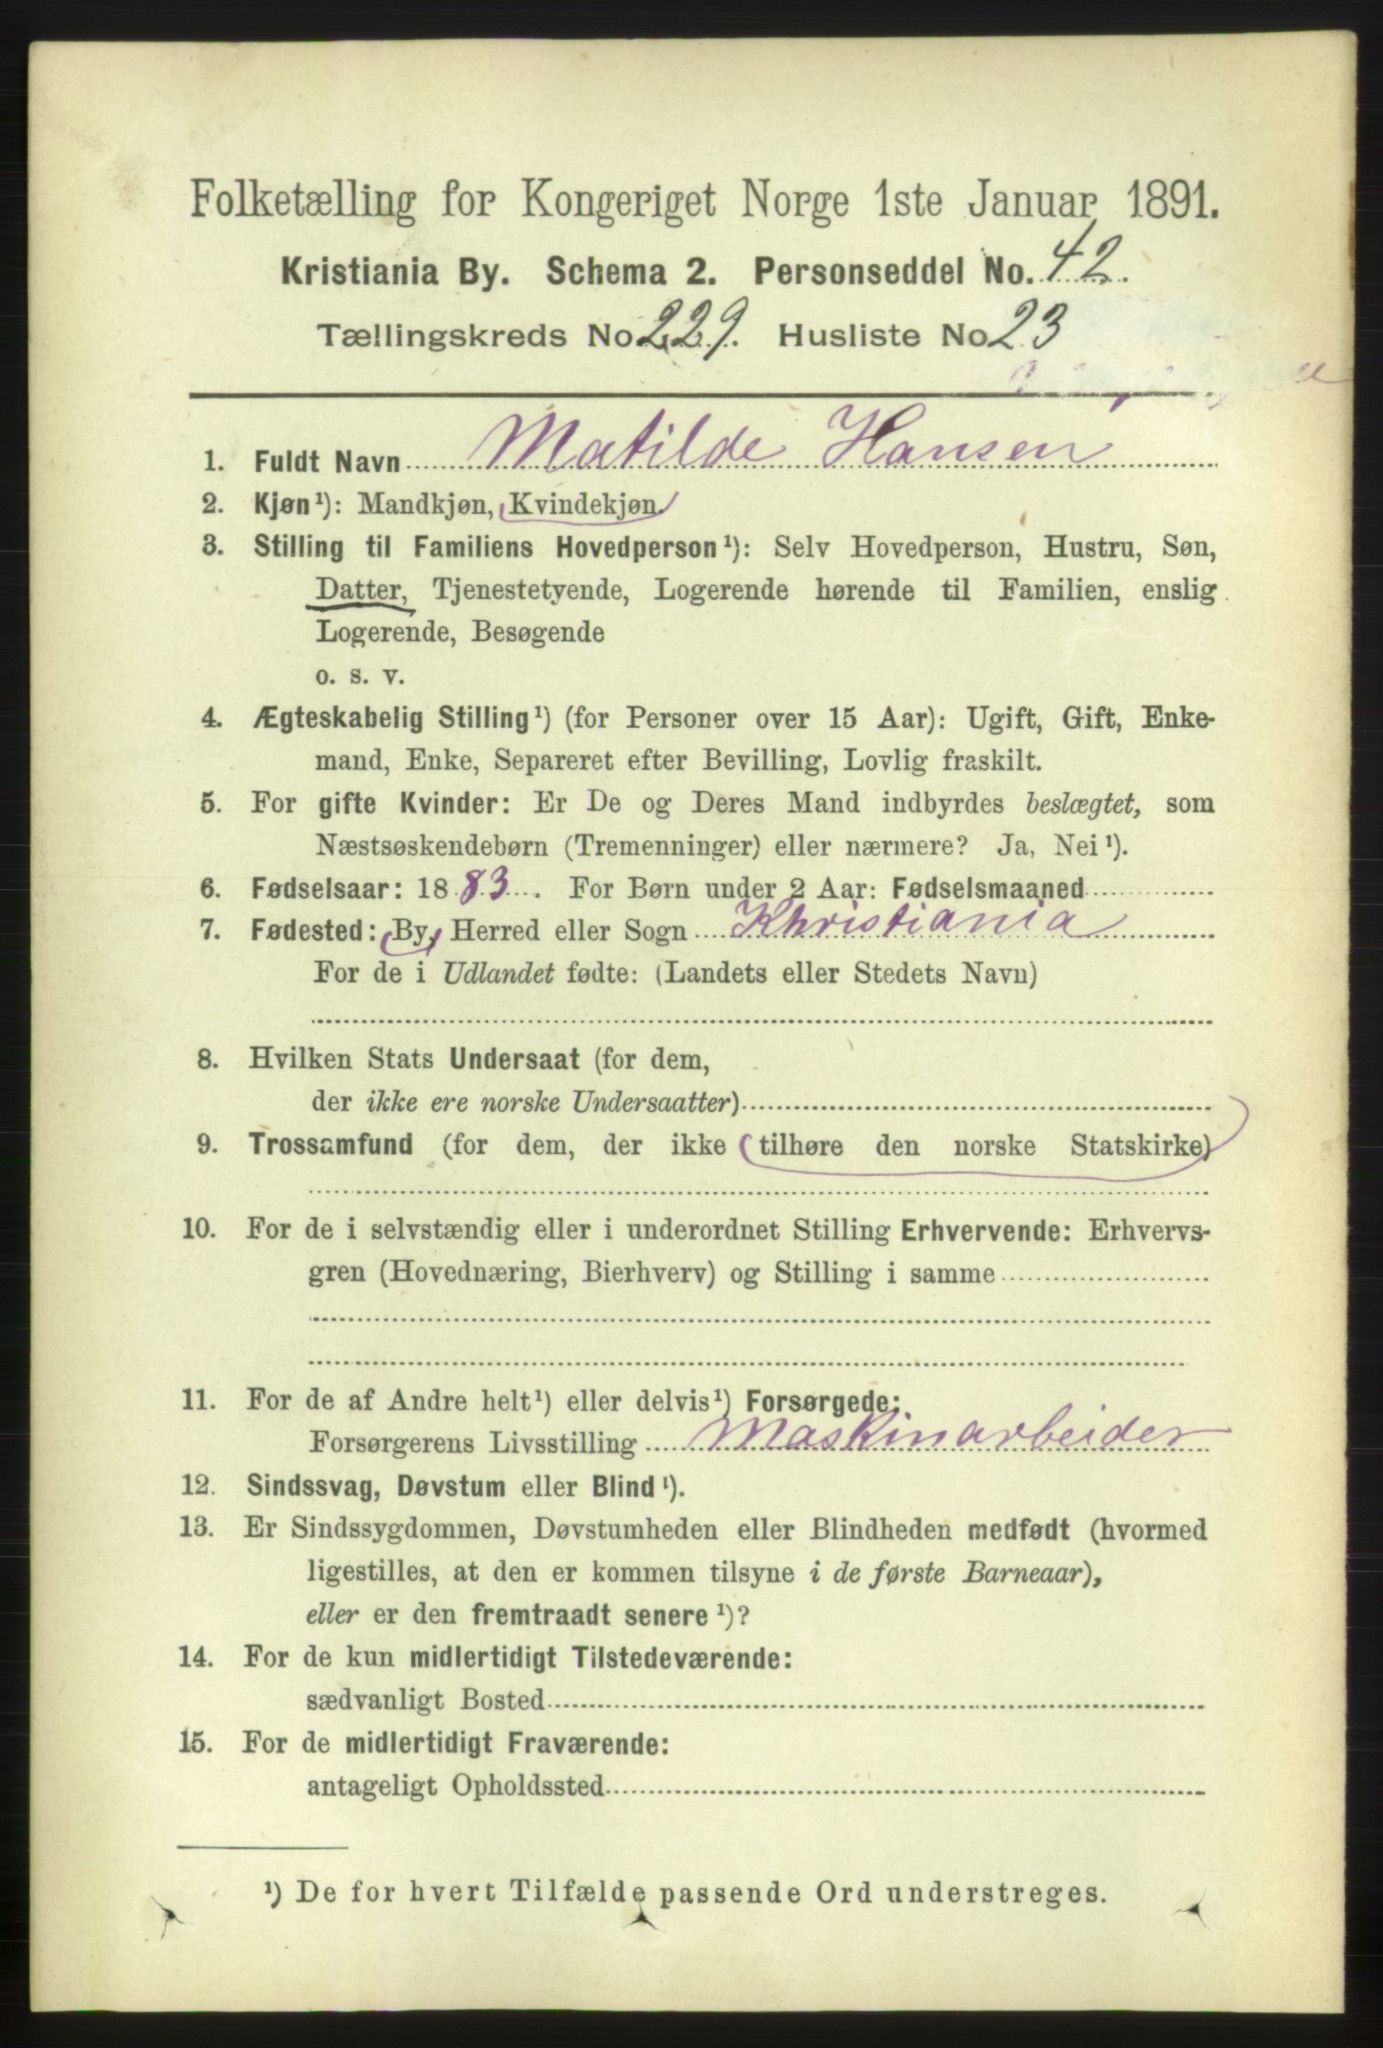 Folketælling for Kongeriget Norge 1ste Januar 1891.
Kristiania By. Schema 2. Personseddel No. 42.
Tællingskreds No. 229. Husliste No. 23
1. Fuldt Navn Matilde Hansen
2. Kjøn¹): Mandkjøn, Kvindekjøn.
3. Stilling til Familiens Hovedperson¹): Selv Hovedperson, Hustru, Søn,
Datter, Tjenestetyende, Logerende hørende til Familien, enslig
Logerende, Besøgende
o. s. v.
4. Ægteskabelig Stilling¹) (for Personer over 15 Aar): Ugift, Gift, Enke-
mand, Enke, Separeret efter Bevilling, Lovlig fraskilt.
5. For gifte Kvinder: Er De og Deres Mand indbyrdes beslægtet, som
Næstsøskendebørn (Tremenninger) eller nærmere? Ja, Nei¹).
6. Fødselsaar: 1883. For Børn under 2 Aar: Fødselsmaaned
7. Fødested: By, Herred eller Sogn Khristiania
For de i Udlandet fødte: (Landets eller Stedets Navn)
8. Hvilken Stats Undersaat (for dem,
der ikke ere norske Undersaatter)
9. Trossamfund (for dem, der ikke tilhøre den norske Statskirke)
10. For de i selvstændig eller i underordnet Stilling Erhvervende: Erhvervs-
gren (Hovednæring, Bierhverv) og Stilling i samme
11. For de af Andre helt¹) eller delvis¹) Forsørgede:
Forsørgerens Livsstilling Maskinarbeider
12. Sindssvag, Døvstum eller Blind¹).
13. Er Sindssygdommen, Døvstumheden eller Blindheden medfødt (hvormed
ligestilles, at den er kommen tilsyne i de første Barneaar),
eller er den fremtraadt senere¹)?
14. For de kun midlertidigt Tilstedeværende:
sædvanligt Bosted
15. For de midlertidigt Fraværende:
antageligt Opholdssted
¹) De for hvert Tilfælde passende Ord understreges.